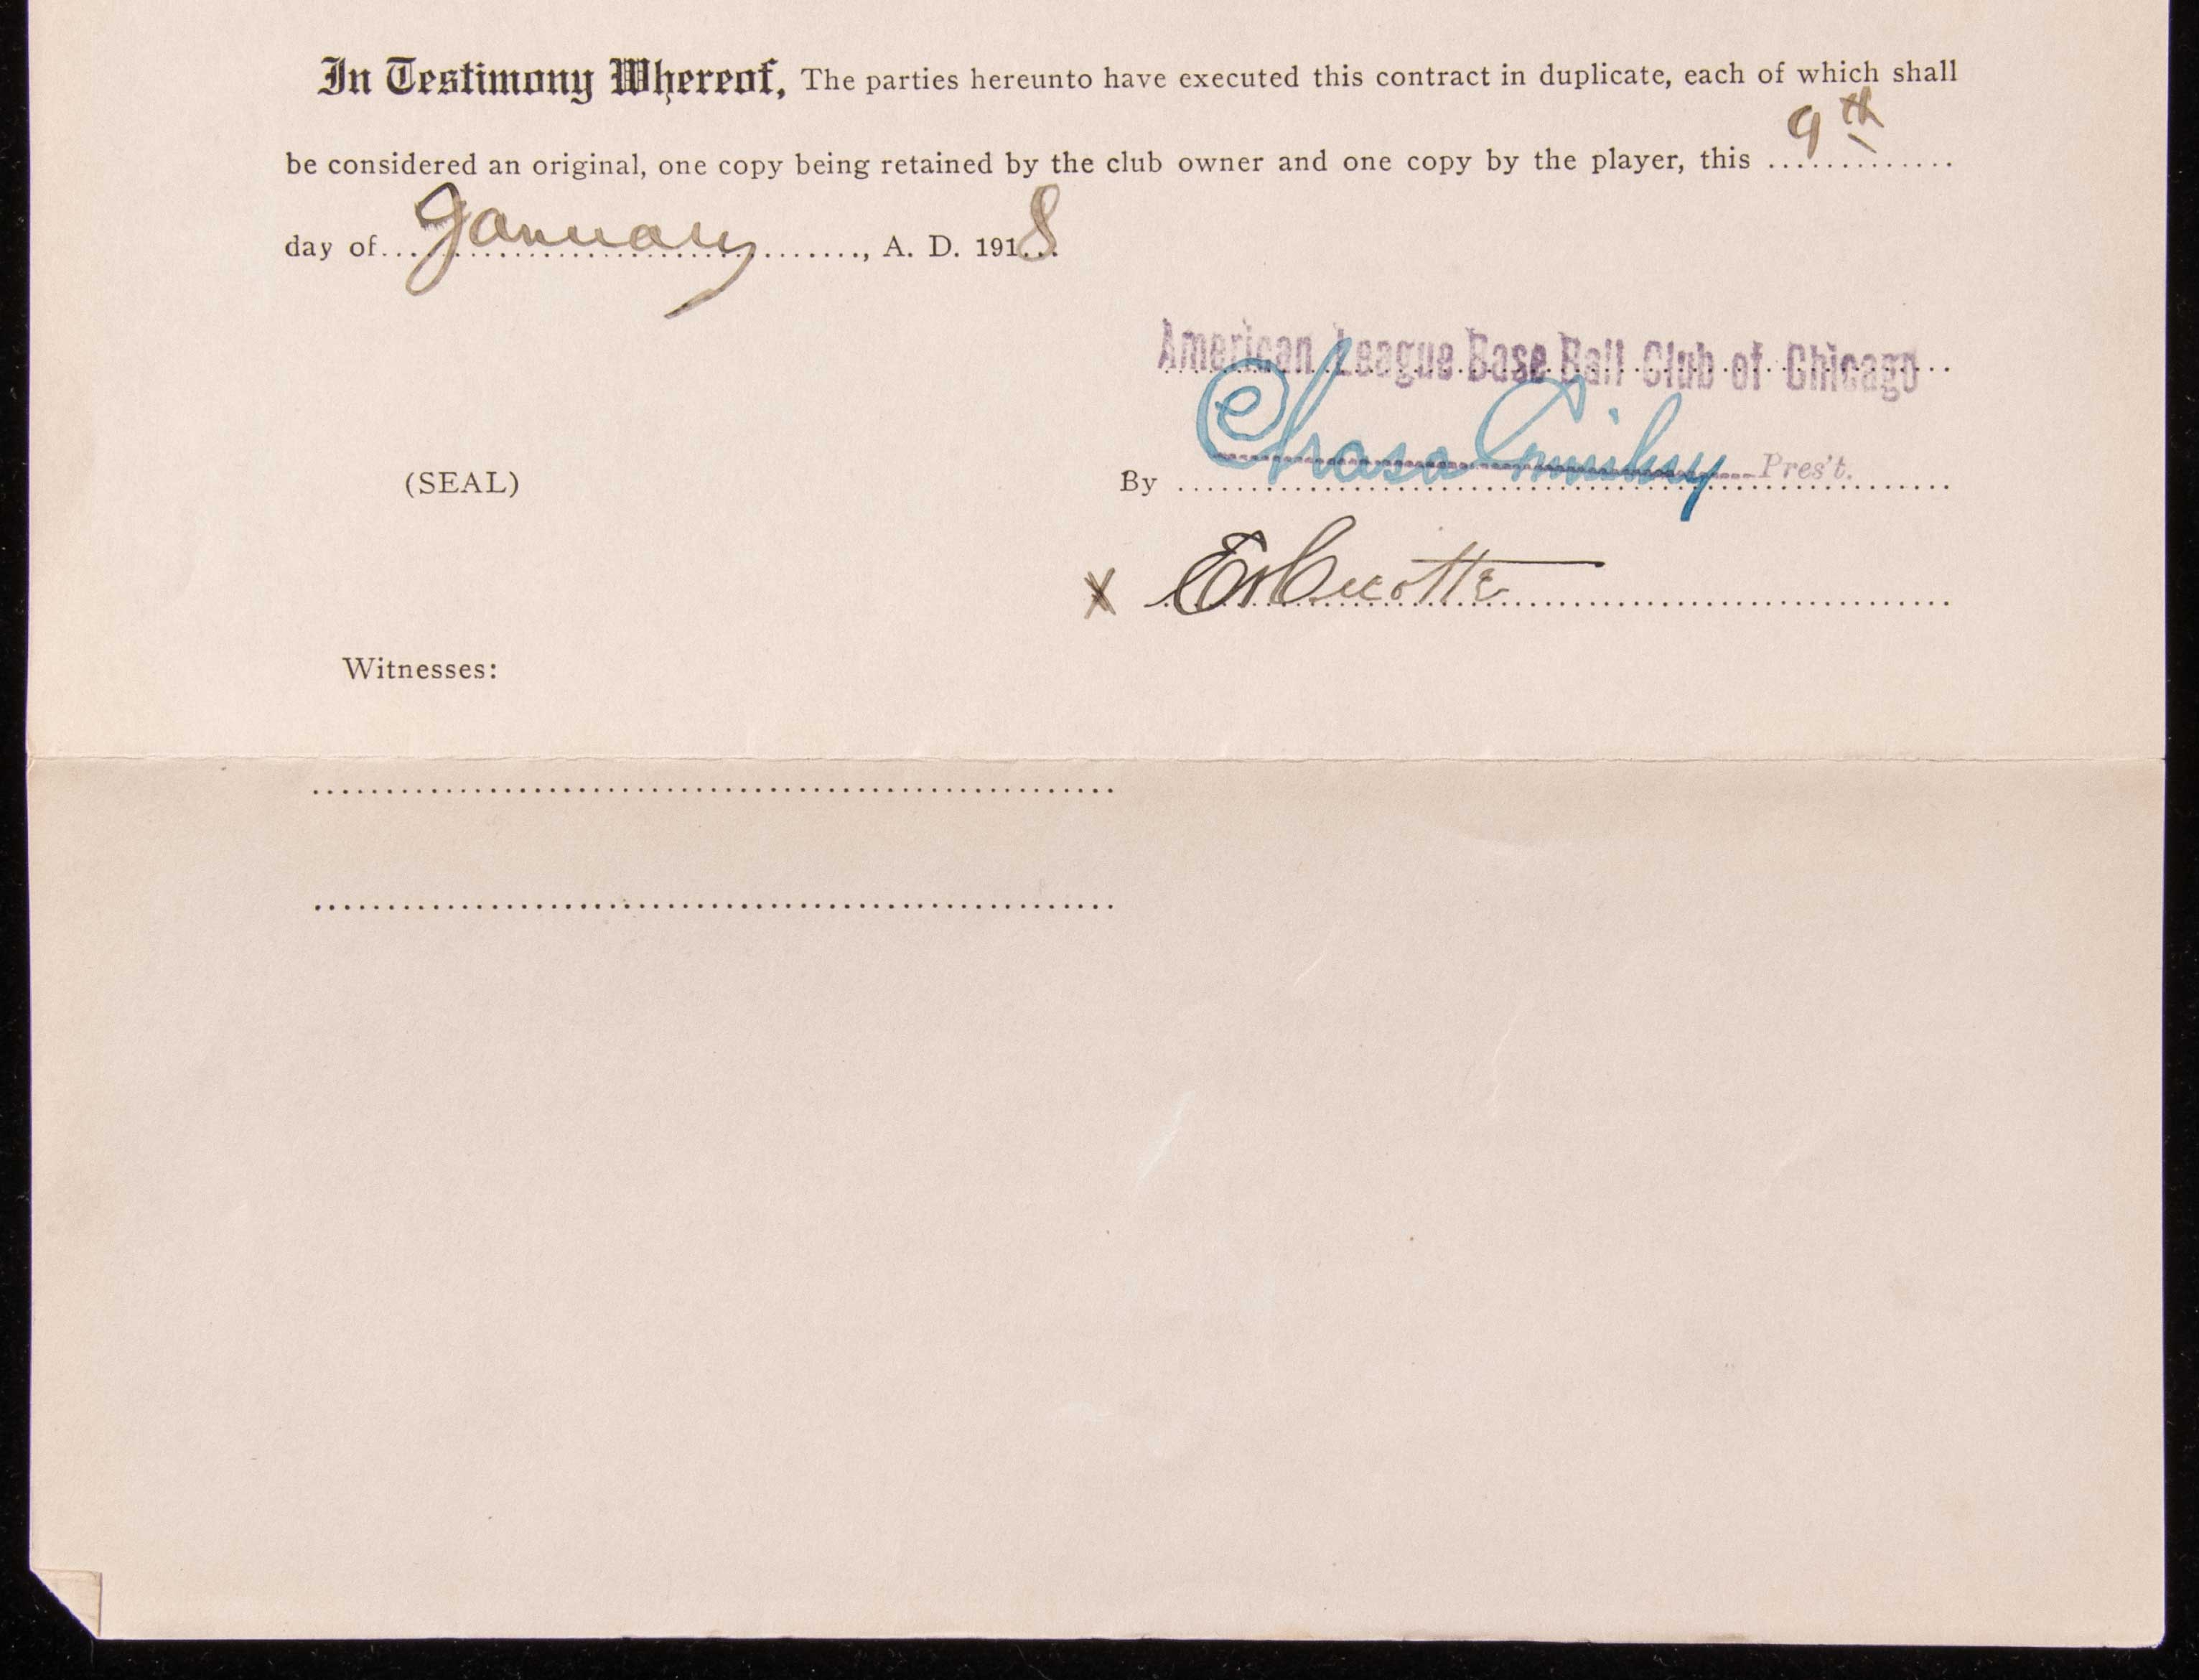 In Testimony Whereof, The parties hereunto have executed this contract in duplicate, each of which shall
be considered an original, one copy being retained by the club owner and one copy by the player, this 9th
day of January, A. D. 1918
American League Base Ball Club of Chicago
(SEAL) By Chas A Comiskey Pres't.
X Ed Cicotte
Witnesses: